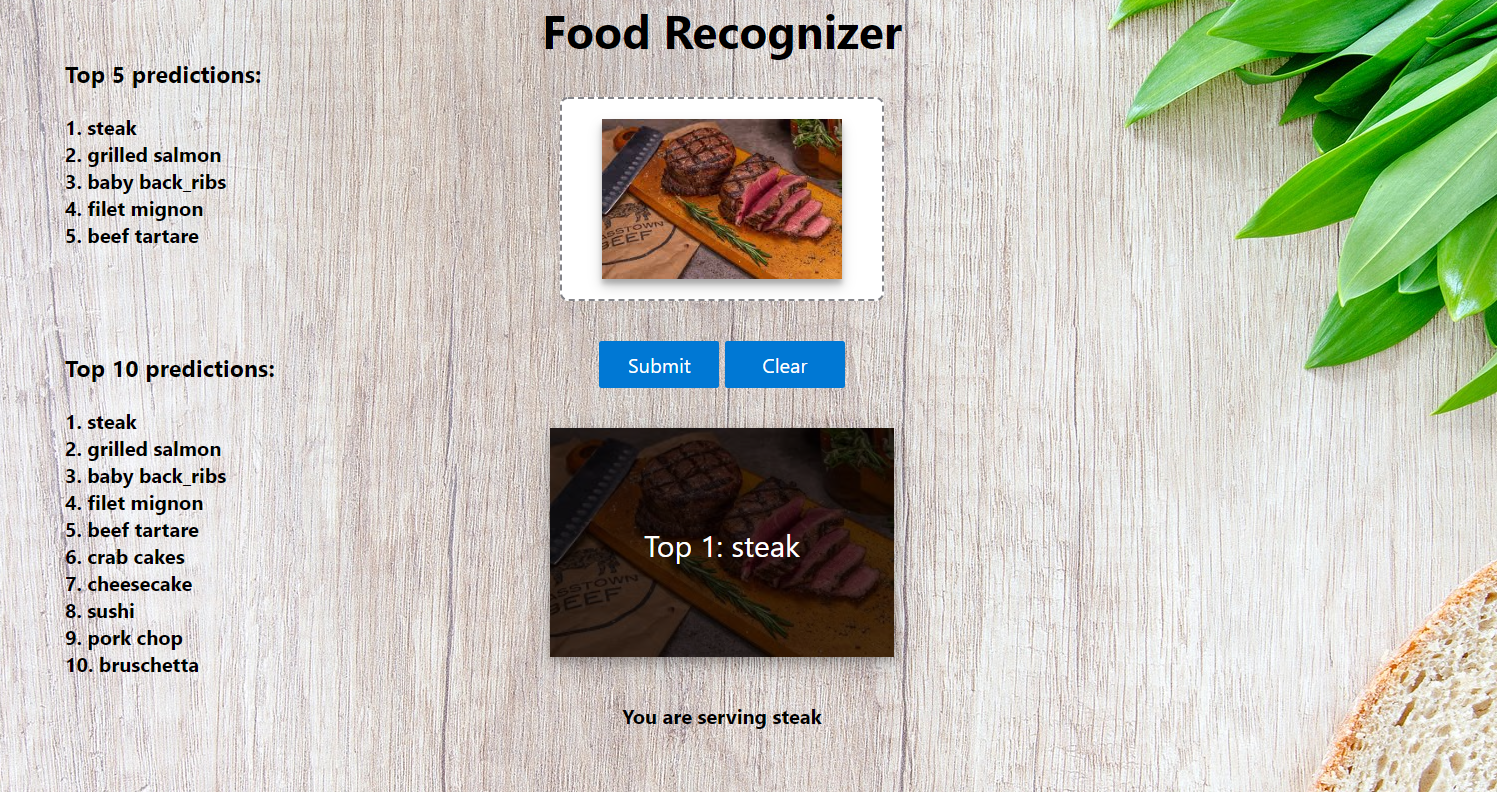 Food Recognizer
Top 5 predictions:
1. steak
2. grilled salmon
3. baby back_ribs
4. filet mignon
5. beef tartare
ASSTOWN
BEEF
Submit
Clear
Top 10 predictions:
1. steak
2. grilled salmon
3. baby back_ribs
4. filet mignon
5. beef tartare
6. crab cakes
7. cheesecake
8. sushi
9. pork chop
10. bruschetta
Top 1: steak
ASSTOWN
BEEF
You are serving steak